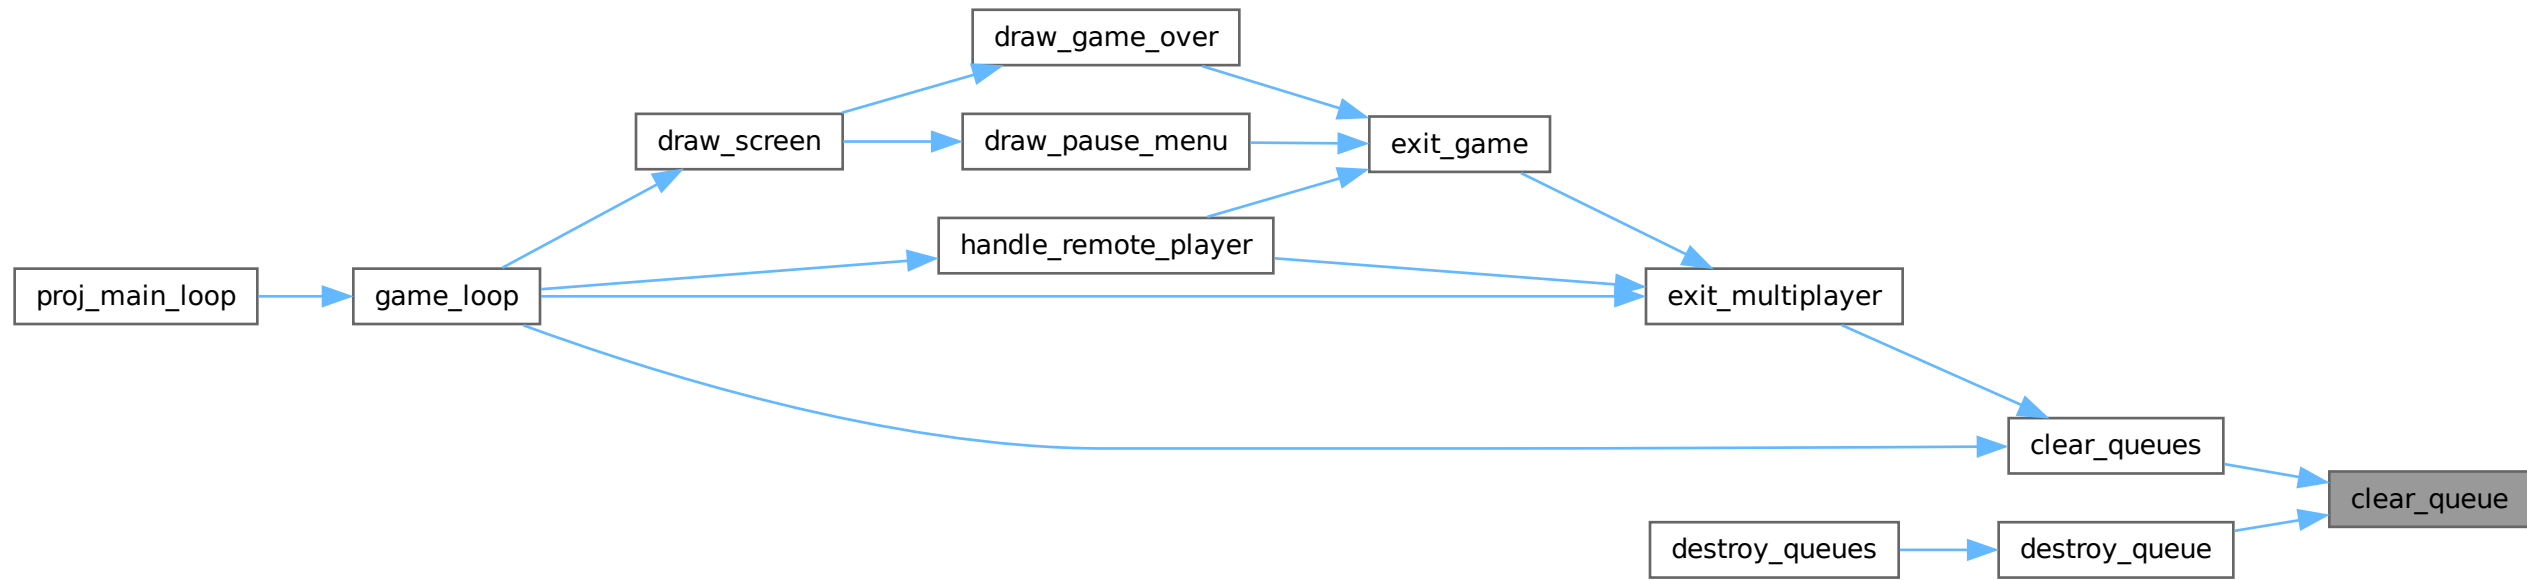 draw_game_over
draw_screen
draw_pause_menu
exit_game
handle_remote_player
proj_main_loop
game_loop
exit_multiplayer
clear_queues
clear_queue
destroy_queues
destroy_queue